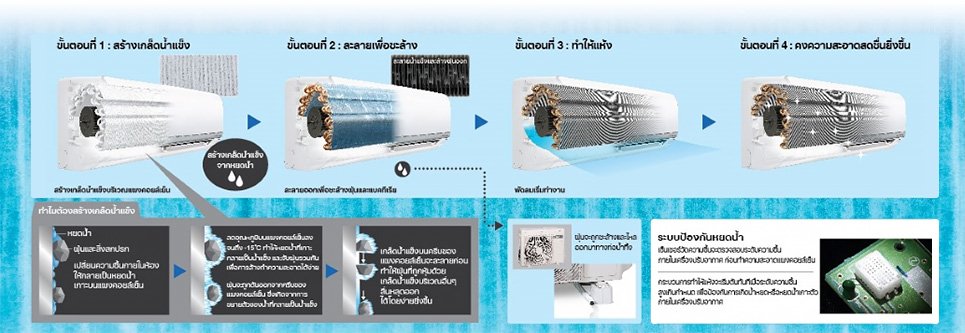 ขั้นตอนที่ 1 : สร้างเกล็ดน้ำแข็ง
สร้างเกล็ดน้ำแข็ง
จากหยดน้ำ
สร้างเกล็ดน้ำแข็งบริเวณแผงคอยล์เย็น
ขั้นตอนที่ 2 : ละลายเพื่อชะล้าง
ละลายน้ำแข็งและล้างฝุ่นออก
ละลายออกเพื่อชะล้างฝุ่นและแบคทีเรีย
ขั้นตอนที่ 3 : ทำให้แห้ง
พัดลมเริ่มทำงาน
ขั้นตอนที่ 4 : คงความสะอาดสดชื่นยิ่งขึ้น
ทำไมต้องสร้างเกล็ดน้ำแข็ง
หยดน้ำ
ฝุ่นและสิ่งสกปรก
เปลี่ยนความชื้นภายในห้อง
ให้กลายเป็นหยดน้ำ
เกาะบนแผงคอยล์เย็น
ลดอุณหภูมิบนแผงคอยล์เย็นลง
จนถึง -15°C ทำให้หยดน้ำที่เกาะ
กลายเป็นน้ำแข็ง และจับฝุ่นรวมกัน
เพื่อการล้างทำความสะอาดได้ง่าย
ฝุ่นจะถูกดึงออกจากครีบของ
แผงคอยล์เย็น ซึ่งเกิดจากการ
ขยายตัวของน้ำที่กลายเป็นน้ำแข็ง
เกล็ดน้ำแข็งบนครีบของ
แผงคอยล์เย็นจะละลายก่อน
ทำให้ฝุ่นที่ถูกหุ้มด้วย
เกล็ดน้ำแข็งบริเวณอื่นๆ
ลื่นหลุดออก
ได้โดยง่ายยิ่งขึ้น
ฝุ่นจะถูกชะล้างและไหล
ออกมาทางท่อน้ำทิ้ง
ระบบป้องกันหยดน้ำ
เซ็นเซอร์วัดความชื้นจะตรวจสอบระดับความชื้น
ภายในเครื่องปรับอากาศ ก่อนทำความสะอาดแผงคอยล์เย็น
กระบวนการทำให้แห้งจะเริ่มต้นทันทีเมื่อระดับความชื้น
สูงเกินกำหนด เพื่อป้องกันการเกิดน้ำหยดหรือหยดน้ำเกาะตัว
ภายในเครื่องปรับอากาศ